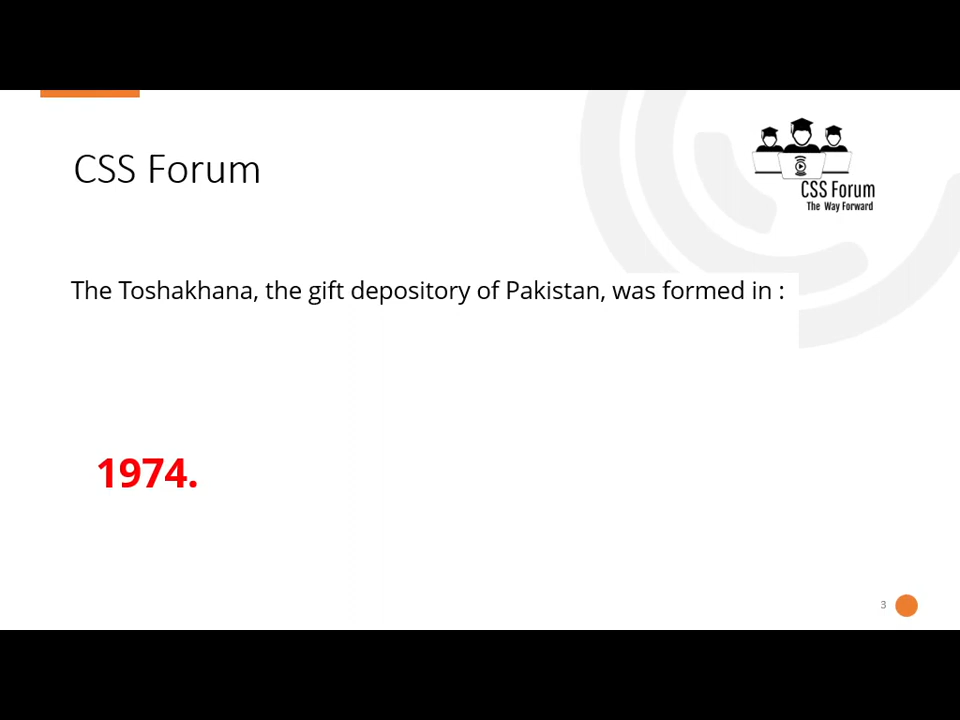 CSS Forum
CSS Forum
The Way Forward
The Toshakhana, the gift depository of Pakistan, was formed in :
1974.
3